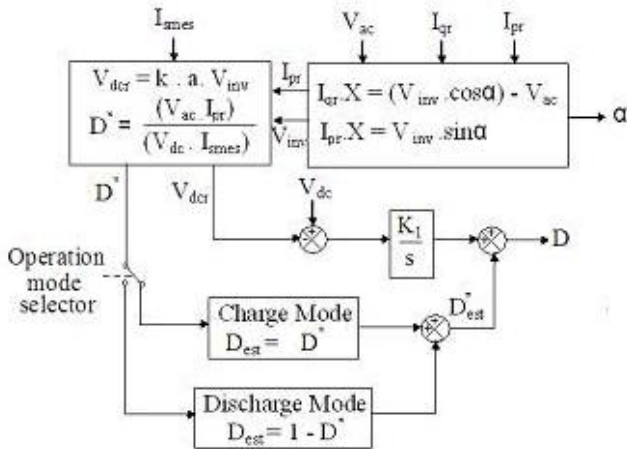 I_smes
V_ac I_qr I_pr
V_dcr = k . a. V_inv
D* = (V_ac. I_pr) / (V_dc . I_smes)
I_pr
V_inv
I_qr.X = (V_inv.cosα) - V_ac
I_pr.X = V_inv.sinα
α
D*
V_dcr
V_dc
- +
K_1
s
+ +
D
Operation
mode
selector
Charge Mode
D_est = D*
+ +
D*_est
Discharge Mode
D_est = 1 - D*